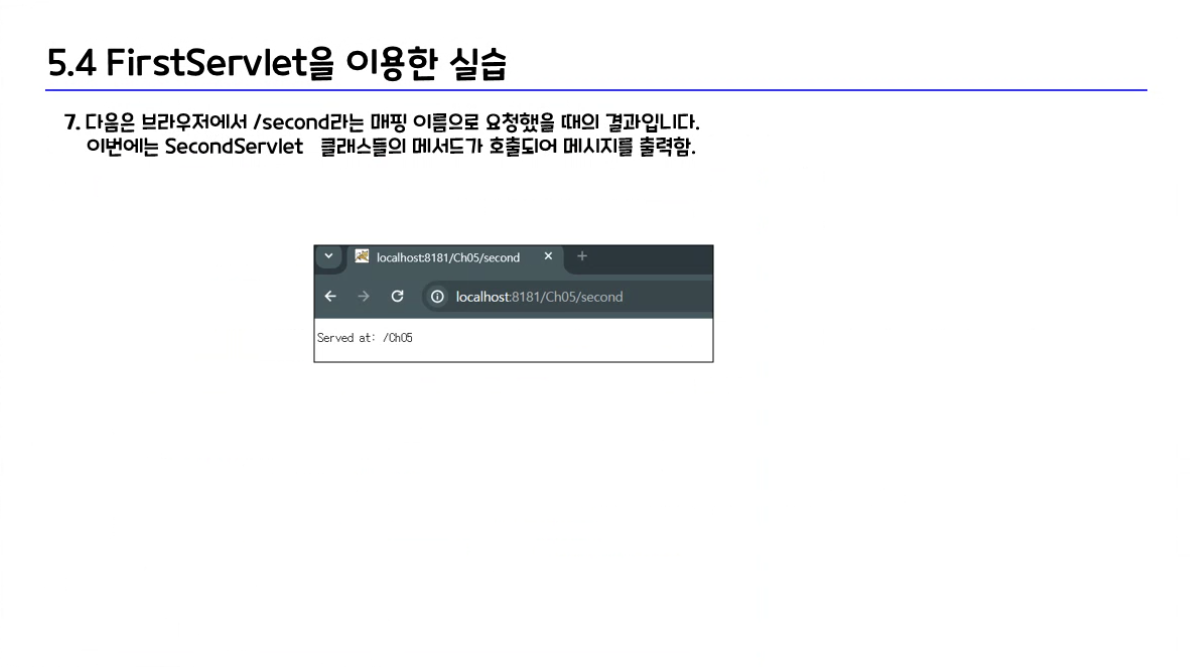 5.4 FirstServlet을 이용한 실습
7. 다음은 브라우저에서 /second라는 매핑 이름으로 요청했을 때의 결과입니다.
이번에는 SecondServlet 클래스들의 메서드가 호출되어 메시지를 출력함.
localhost:8181/Ch05/second
localhost:8181/Ch05/second
Served at: /Ch05